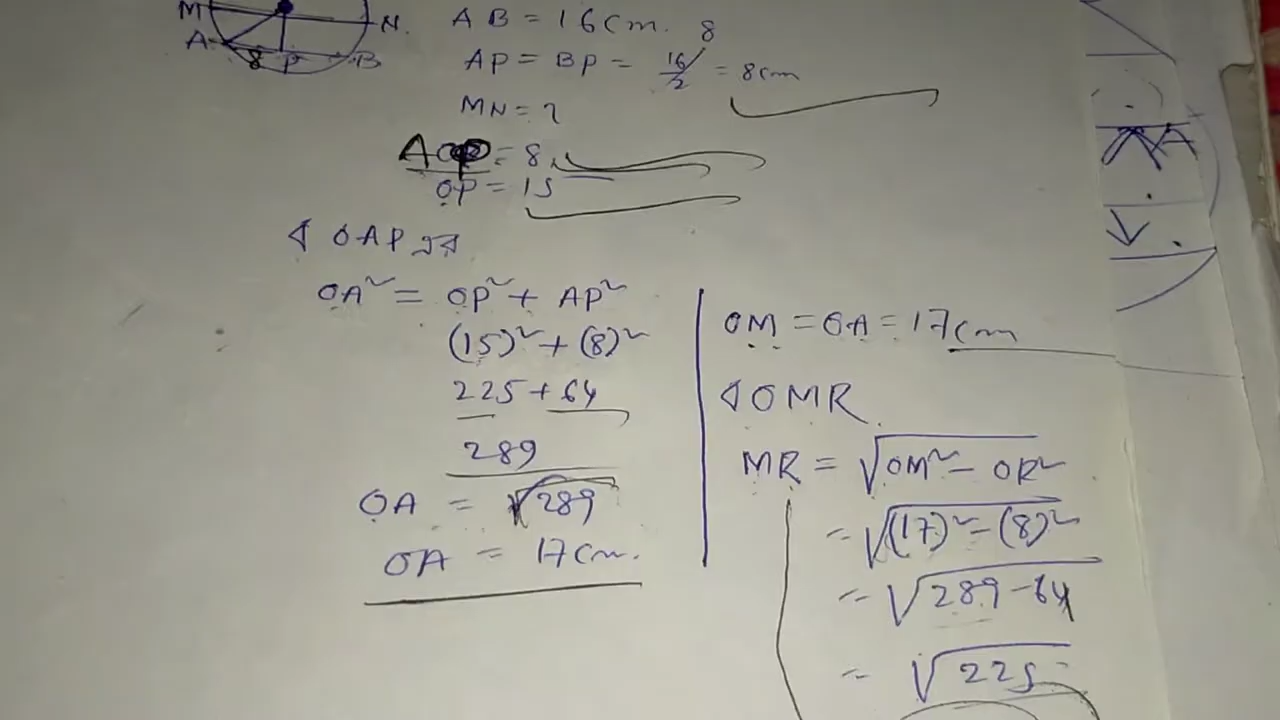 M N.
A 8 P B
AB = 16cm.
8
AP = BP = 16/2 = 8cm
MN = ?
= 8
OP = 15
OAP এর
OA² = OP² + AP²
(15)² + (8)²
225 + 64
289
OA = √289
OA = 17cm.
OM = OA = 17cm
OMR
MR = √OM² - OR²
= √(17)² - (8)²
= √289 - 64
= √225
A